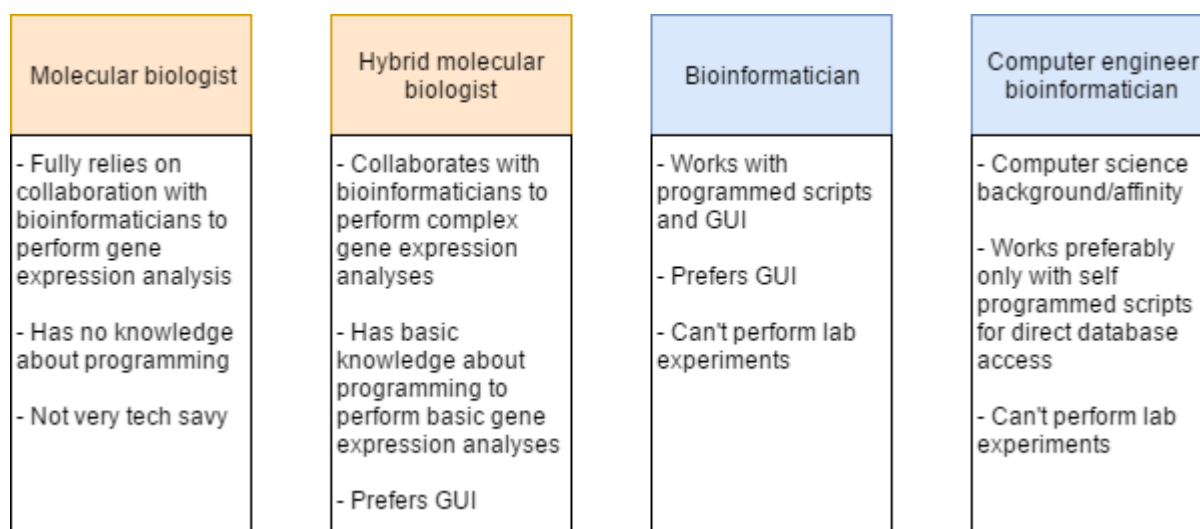 Molecular biologist
- Fully relies on
collaboration with
bioinformaticians to
perform gene
expression analysis
- Has no knowledge
about programming
- Not very tech savy
Hybrid molecular
biologist
- Collaborates with
bioinformaticians to
perform complex
gene expression
analyses
- Has basic
knowledge about
programming to
perform basic gene
expression analyses
- Prefers GUI
Bioinformatician
- Works with
programmed scripts
and GUI
- Prefers GUI
- Can't perform lab
experiments
Computer engineer
bioinformatician
- Computer science
background/affinity
- Works preferably
only with self
programmed scripts
for direct database
access
- Can't perform lab
experiments